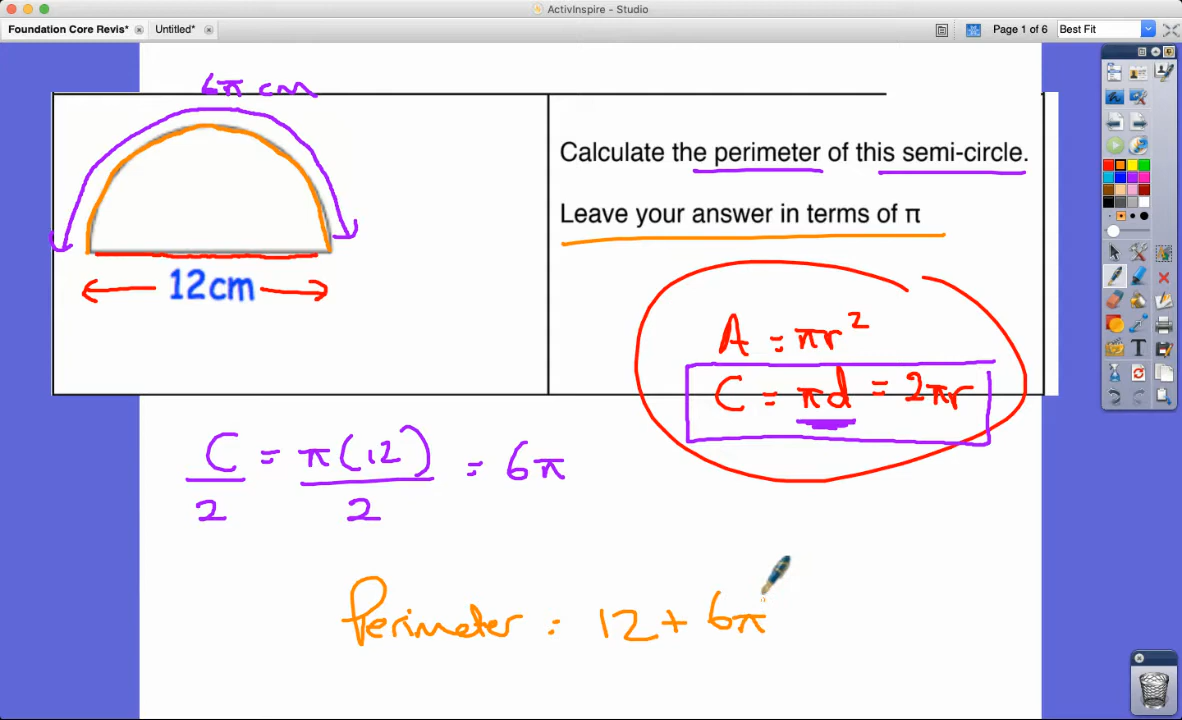 ActivInspire - Studio
Foundation Core Revis*
Untitled*
Page 1 of 6
Best Fit
6π cm
12cm
Calculate the perimeter of this semi-circle.
Leave your answer in terms of π
A = πr²
C = πd = 2πr
C/2 = π(12)/2 = 6π
Perimeter = 12 + 6π